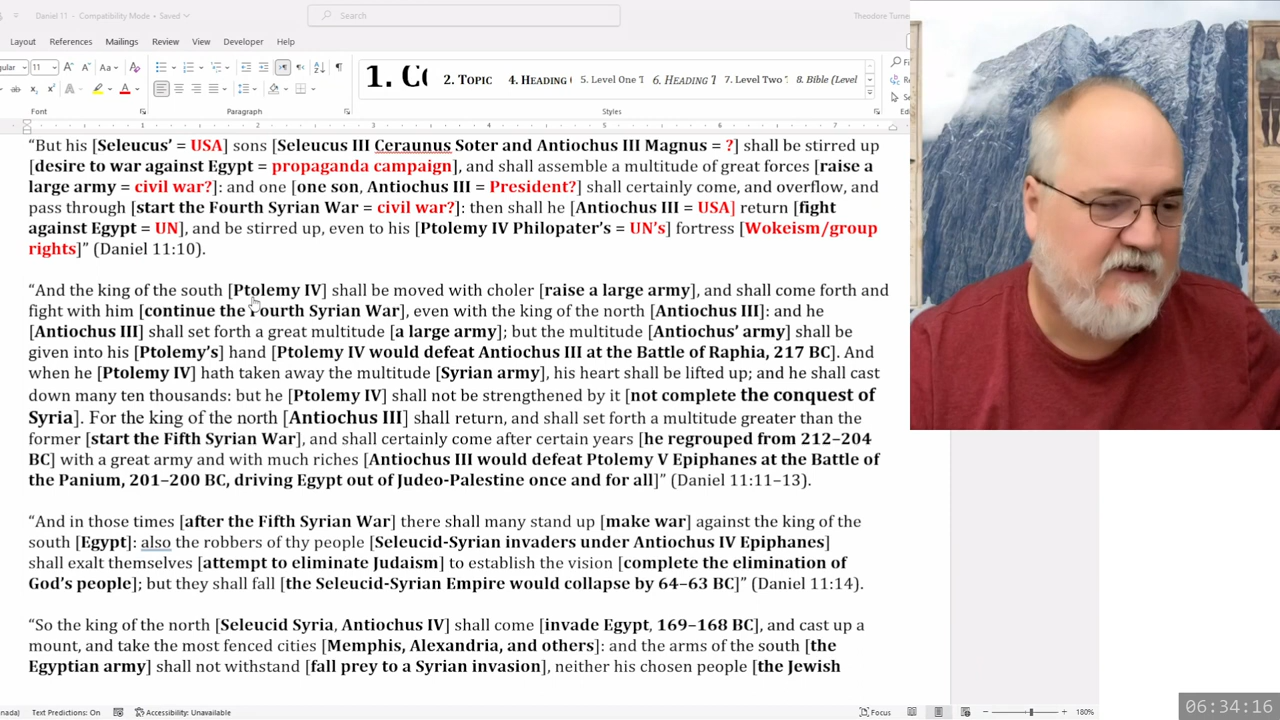 Daniel 11 - Compatibility Mode • Saved
Search
Theodore Turne
Layout References Mailings Review View Developer Help
gular 11 Aa
1. Co 2. TOPIC 4. HEADING 5. Level One T 6. HEADING T 7. Level Two 8. Bible (Level
Font Paragraph Styles
1 2 3 4 5 6 7
“But his [Seleucus’ = USA] sons [Seleucus III Ceraunus Soter and Antiochus III Magnus = ?] shall be stirred up
[desire to war against Egypt = propaganda campaign], and shall assemble a multitude of great forces [raise a
large army = civil war?]: and one [one son, Antiochus III = President?] shall certainly come, and overflow, and
pass through [start the Fourth Syrian War = civil war?]: then shall he [Antiochus III = USA] return [fight
against Egypt = UN], and be stirred up, even to his [Ptolemy IV Philopater’s = UN’s] fortress [Wokeism/group
rights]” (Daniel 11:10).
“And the king of the south [Ptolemy IV] shall be moved with choler [raise a large army], and shall come forth and
fight with him [continue the Fourth Syrian War], even with the king of the north [Antiochus III]: and he
[Antiochus III] shall set forth a great multitude [a large army]; but the multitude [Antiochus’ army] shall be
given into his [Ptolemy’s] hand [Ptolemy IV would defeat Antiochus III at the Battle of Raphia, 217 BC]. And
when he [Ptolemy IV] hath taken away the multitude [Syrian army], his heart shall be lifted up; and he shall cast
down many ten thousands: but he [Ptolemy IV] shall not be strengthened by it [not complete the conquest of
Syria]. For the king of the north [Antiochus III] shall return, and shall set forth a multitude greater than the
former [start the Fifth Syrian War], and shall certainly come after certain years [he regrouped from 212–204
BC] with a great army and with much riches [Antiochus III would defeat Ptolemy V Epiphanes at the Battle of
the Panium, 201–200 BC, driving Egypt out of Judeo-Palestine once and for all]” (Daniel 11:11–13).
“And in those times [after the Fifth Syrian War] there shall many stand up [make war] against the king of the
south [Egypt]: also the robbers of thy people [Seleucid-Syrian invaders under Antiochus IV Epiphanes]
shall exalt themselves [attempt to eliminate Judaism] to establish the vision [complete the elimination of
God’s people]; but they shall fall [the Seleucid-Syrian Empire would collapse by 64–63 BC]” (Daniel 11:14).
“So the king of the north [Seleucid Syria, Antiochus IV] shall come [invade Egypt, 169–168 BC], and cast up a
mount, and take the most fenced cities [Memphis, Alexandria, and others]: and the arms of the south [the
Egyptian army] shall not withstand [fall prey to a Syrian invasion], neither his chosen people [the Jewish
nada) Text Predictions: On Accessibility: Unavailable Focus 180%
06:34:16